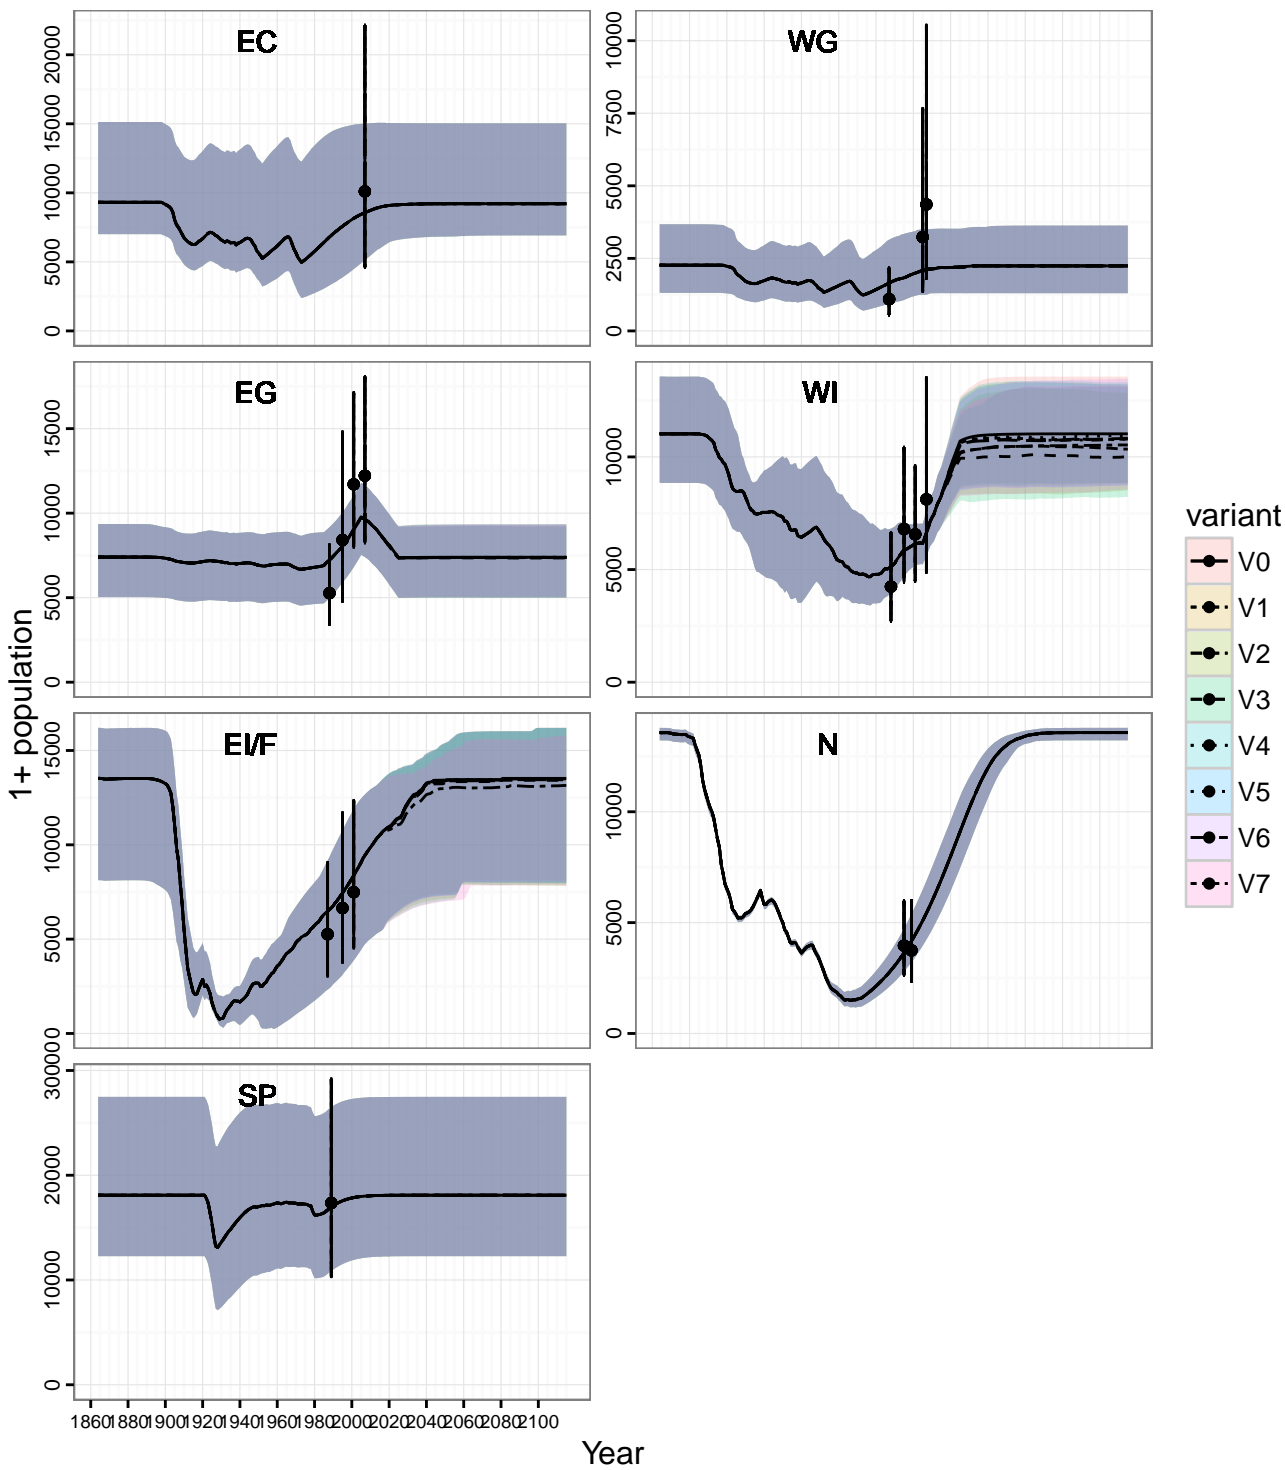 EC
0 5000 10000 15000 20000
WG
0 2500 5000 7500 10000
EG
0 5000 10000 15000
WI
0 5000 10000
EI/F
0 5000 10000 15000
N
0 5000 10000
SP
0 10000 20000 30000
1+ population
1860 1880 1900 1920 1940 1960 1980 2000 2020 2040 2060 2080 2100
Year
variant
V0
V1
V2
V3
V4
V5
V6
V7